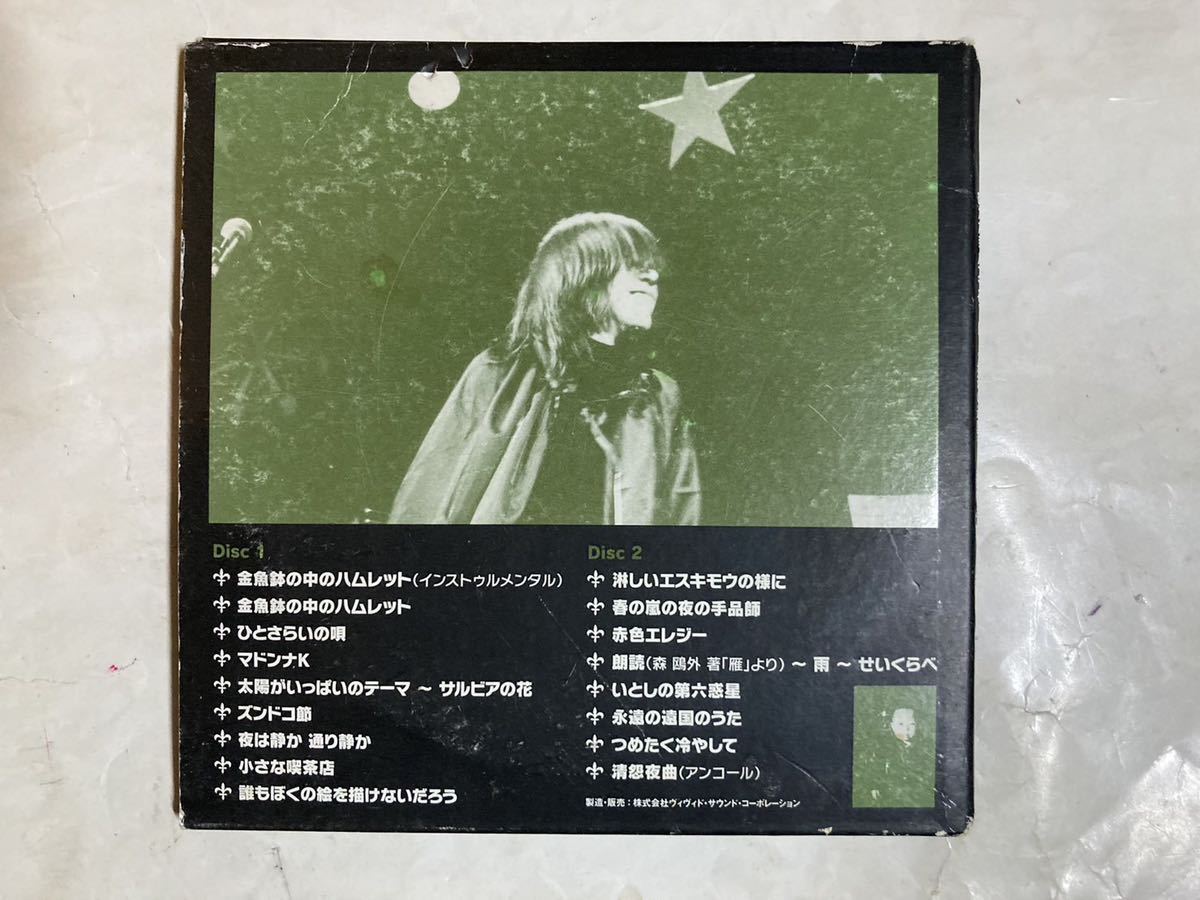 Disc 1
金魚鉢の中のハムレット(インストゥルメンタル)
金魚鉢の中のハムレット
ひとさらいの唄
マドンナK
太陽がいっぱいのテーマ ～ サルビアの花
ズンドコ節
夜は静か 通り静か
小さな喫茶店
誰もぼくの絵を描けないだろう
Disc 2
淋しいエスキモウの様に
春の嵐の夜の手品師
赤色エレジー
朗読(森 鴎外 著「雁」より) ～ 雨 ～ せいくらべ
いとしの第六惑星
永遠の遠国のうた
つめたく冷やして
清怨夜曲(アンコール)
製造・販売：株式会社ヴィヴィド・サウンド・コーポレーション